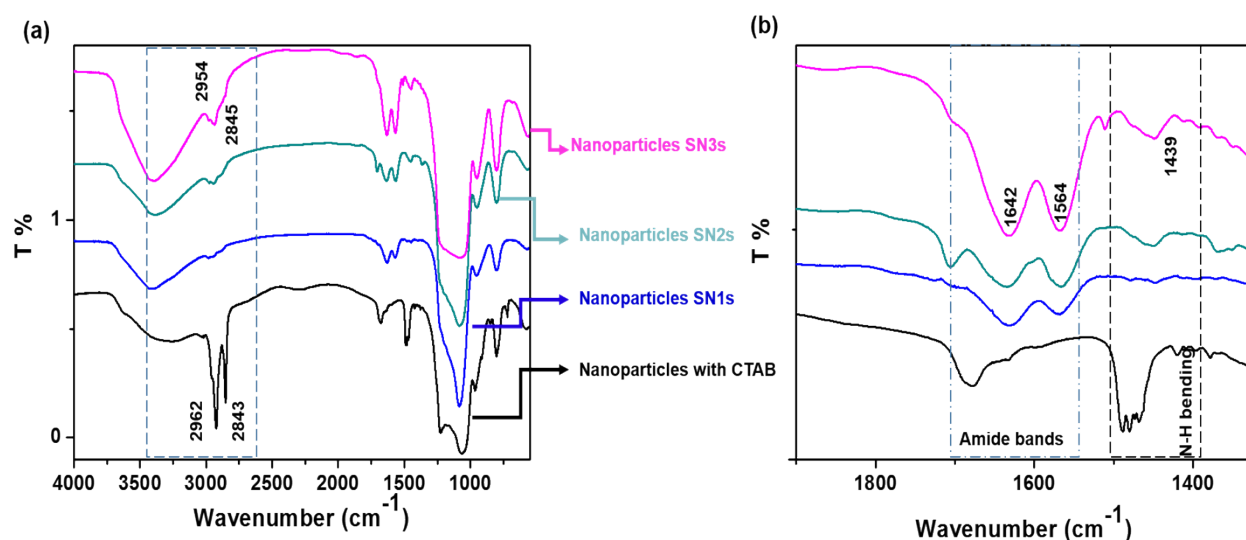 (a)
T %
1
0
2954
2845
2962
2843
Nanoparticles SN3s
Nanoparticles SN2s
Nanoparticles SN1s
Nanoparticles with CTAB
4000 3500 3000 2500 2000 1500 1000
Wavenumber (cm-1)
(b)
T %
1642
1564
1439
Amide bands
N-H bending
1800 1600 1400
Wavenumber (cm-1)